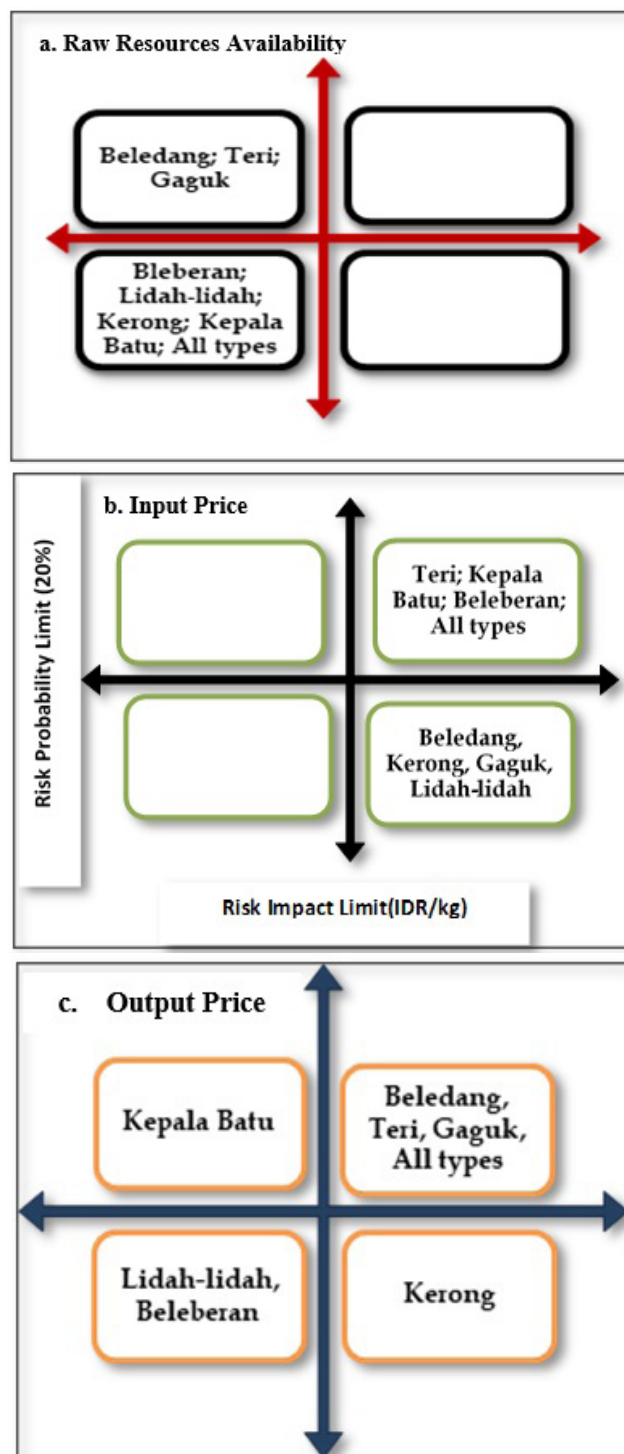 a. Raw Resources Availability
Beledang; Teri;
Gaguk
Bleberan;
Lidah-lidah;
Kerong; Kepala
Batu; All types
b. Input Price
Risk Probability Limit (20%)
Teri; Kepala
Batu; Beleberan;
All types
Beledang,
Kerong, Gaguk,
Lidah-lidah
Risk Impact Limit(IDR/kg)
c. Output Price
Kepala Batu
Beledang,
Teri, Gaguk,
All types
Lidah-lidah,
Beleberan
Kerong